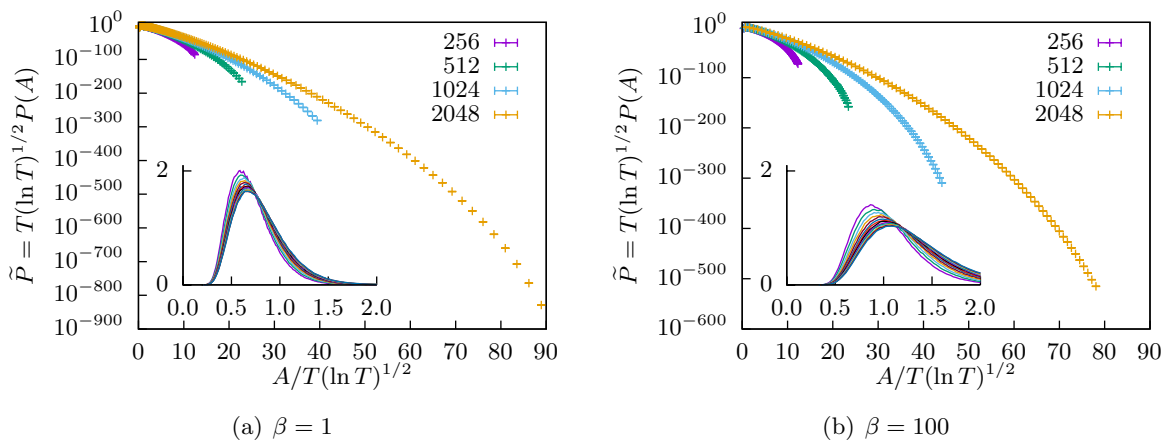 P̃ = T(ln T)^{1/2}P(A)
10^0
10^{-100}
10^{-200}
10^{-300}
10^{-400}
10^{-500}
10^{-600}
10^{-700}
10^{-800}
10^{-900}
256
512
1024
2048
2
0
0.0 0.5 1.0 1.5 2.0
0 10 20 30 40 50 60 70 80 90
A/T(ln T)^{1/2}
(a) β = 1
P̃ = T(ln T)^{1/2}P(A)
10^0
10^{-100}
10^{-200}
10^{-300}
10^{-400}
10^{-500}
10^{-600}
256
512
1024
2048
2
0
0.0 0.5 1.0 1.5 2.0
0 10 20 30 40 50 60 70 80 90
A/T(ln T)^{1/2}
(b) β = 100